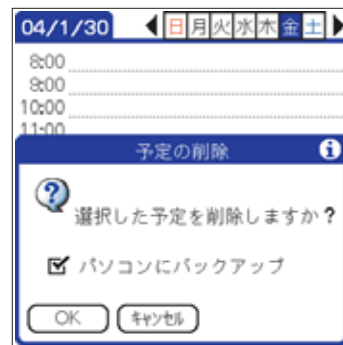 04/1/30 日 月 火 水 木 金 土
8:00
9:00
10:00
11:00
予定の削除
選択した予定を削除しますか?
パソコンにバックアップ
OK キャンセル